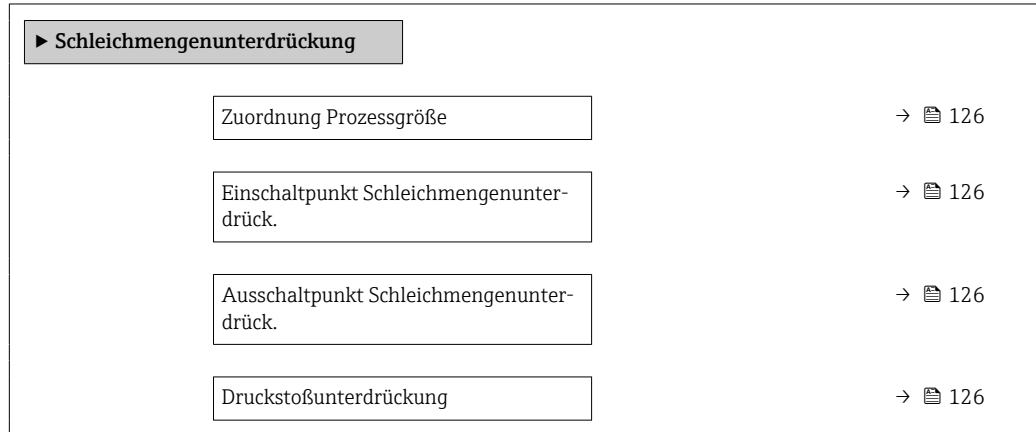 ▶ Schleichmengenunterdrückung
Zuordnung Prozessgröße → 126
Einschaltpunkt Schleichmengenunter- → 126
drück.
Ausschaltpunkt Schleichmengenunter- → 126
drück.
Druckstoßunterdrückung → 126